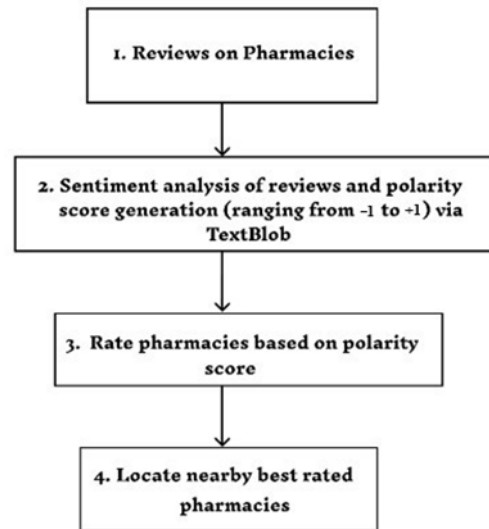 1. Reviews on Pharmacies
2. Sentiment analysis of reviews and polarity
score generation (ranging from -1 to +1) via
TextBlob
3. Rate pharmacies based on polarity
score
4. Locate nearby best rated
pharmacies